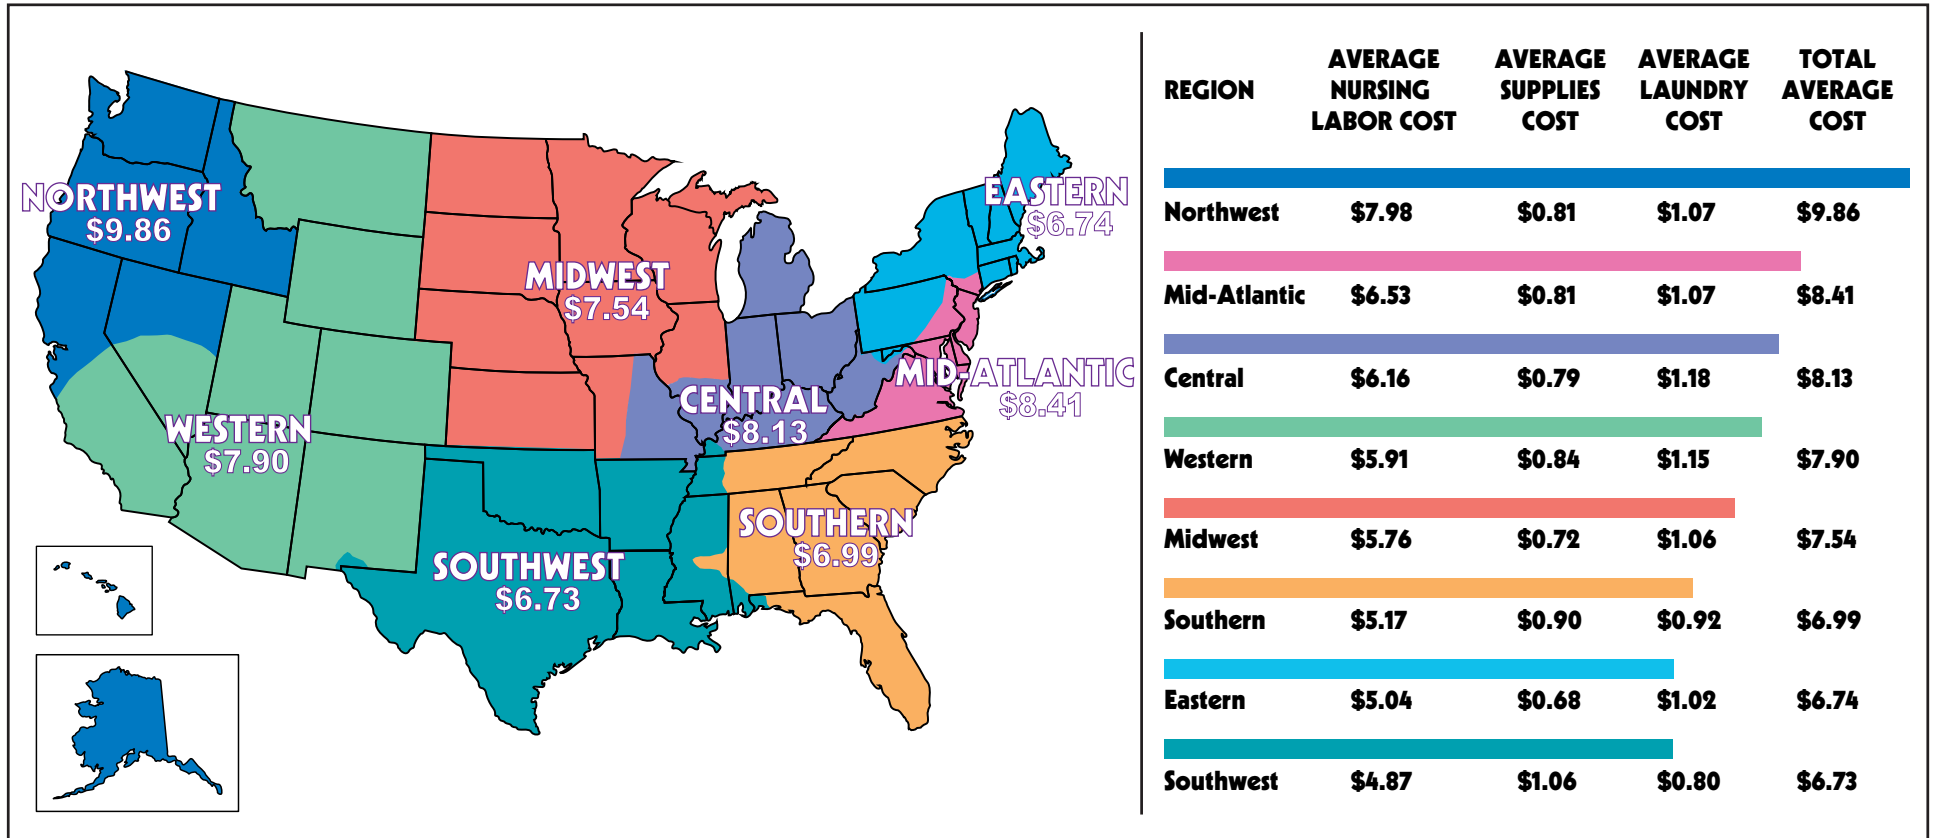 NORTHWEST
$9.86
EASTERN
$6.74
MIDWEST
$7.54
MID-ATLANTIC
$8.41
CENTRAL
$8.13
WESTERN
$7.90
SOUTHERN
$6.99
SOUTHWEST
$6.73
REGION AVERAGE NURSING LABOR COST AVERAGE SUPPLIES COST AVERAGE LAUNDRY COST TOTAL AVERAGE COST
Northwest $7.98 $0.81 $1.07 $9.86
Mid-Atlantic $6.53 $0.81 $1.07 $8.41
Central $6.16 $0.79 $1.18 $8.13
Western $5.91 $0.84 $1.15 $7.90
Midwest $5.76 $0.72 $1.06 $7.54
Southern $5.17 $0.90 $0.92 $6.99
Eastern $5.04 $0.68 $1.02 $6.74
Southwest $4.87 $1.06 $0.80 $6.73